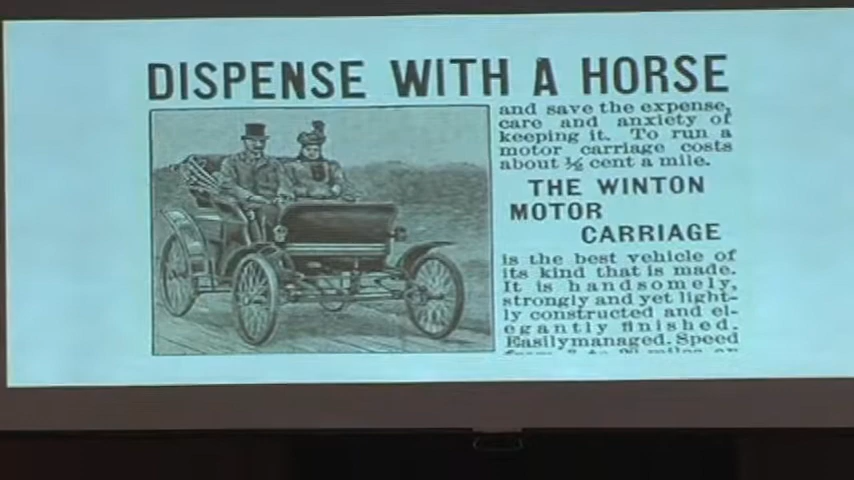 DISPENSE WITH A HORSE
and save the expense,
care and anxiety of
keeping it. To run a
motor carriage costs
about ½ cent a mile.
THE WINTON
MOTOR
CARRIAGE
is the best vehicle of
its kind that is made.
It is handsomely,
strongly and yet light-
ly constructed and el-
egantly finished.
Easily managed. Speed